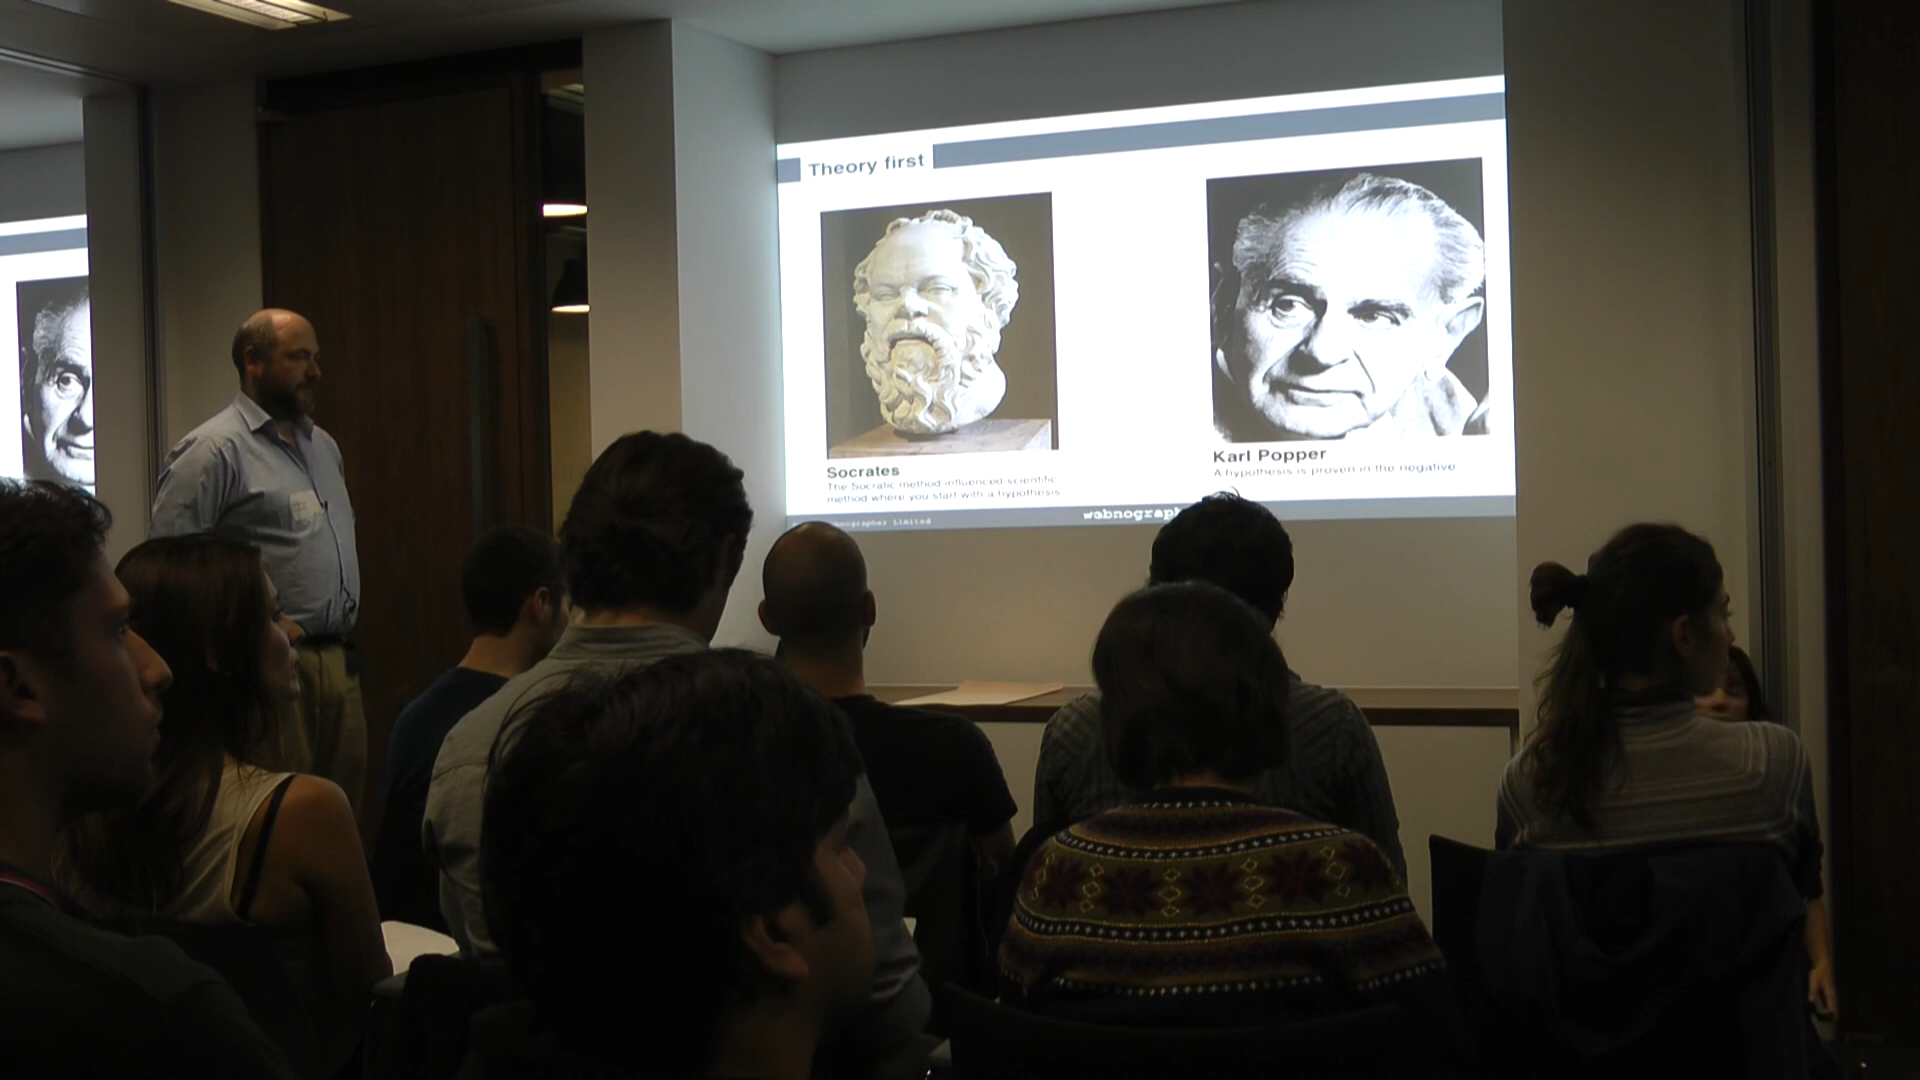 Theory first
Socrates
The Socratic method influenced scientific
method where you start with a hypothesis
Karl Popper
A hypothesis is proven in the negative
Limited